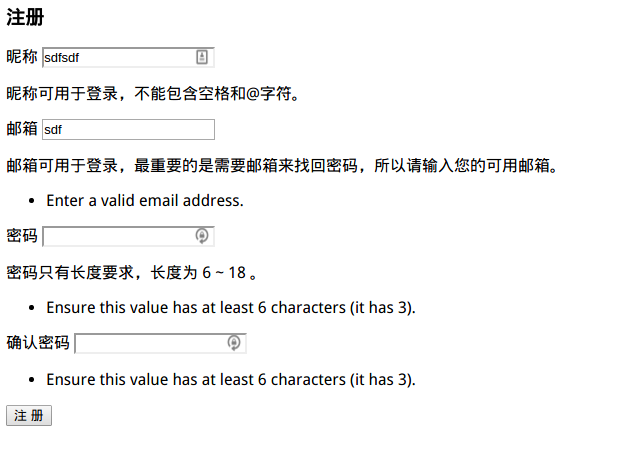 注册
昵称 sdfsdf
昵称可用于登录，不能包含空格和@字符。
邮箱 sdf
邮箱可用于登录，最重要的是需要邮箱来找回密码，所以请输入您的可用邮箱。
• Enter a valid email address.
密码
密码只有长度要求，长度为 6 ~ 18 。
• Ensure this value has at least 6 characters (it has 3).
确认密码
• Ensure this value has at least 6 characters (it has 3).
注 册